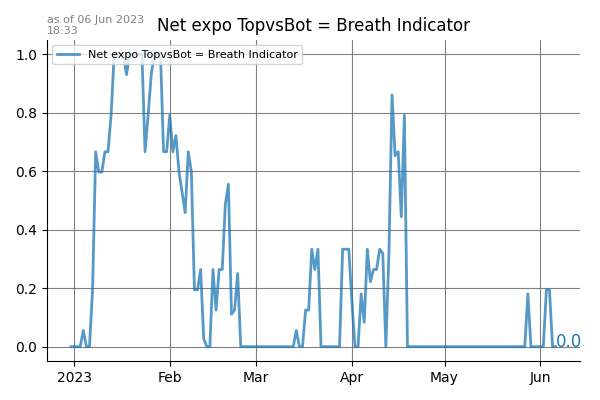 as of 06 Jun 2023
18:33
Net expo TopvsBot = Breath Indicator
Net expo TopvsBot = Breath Indicator
1.0
0.8
0.6
0.4
0.2
0.0
0.0
2023 Feb Mar Apr May Jun